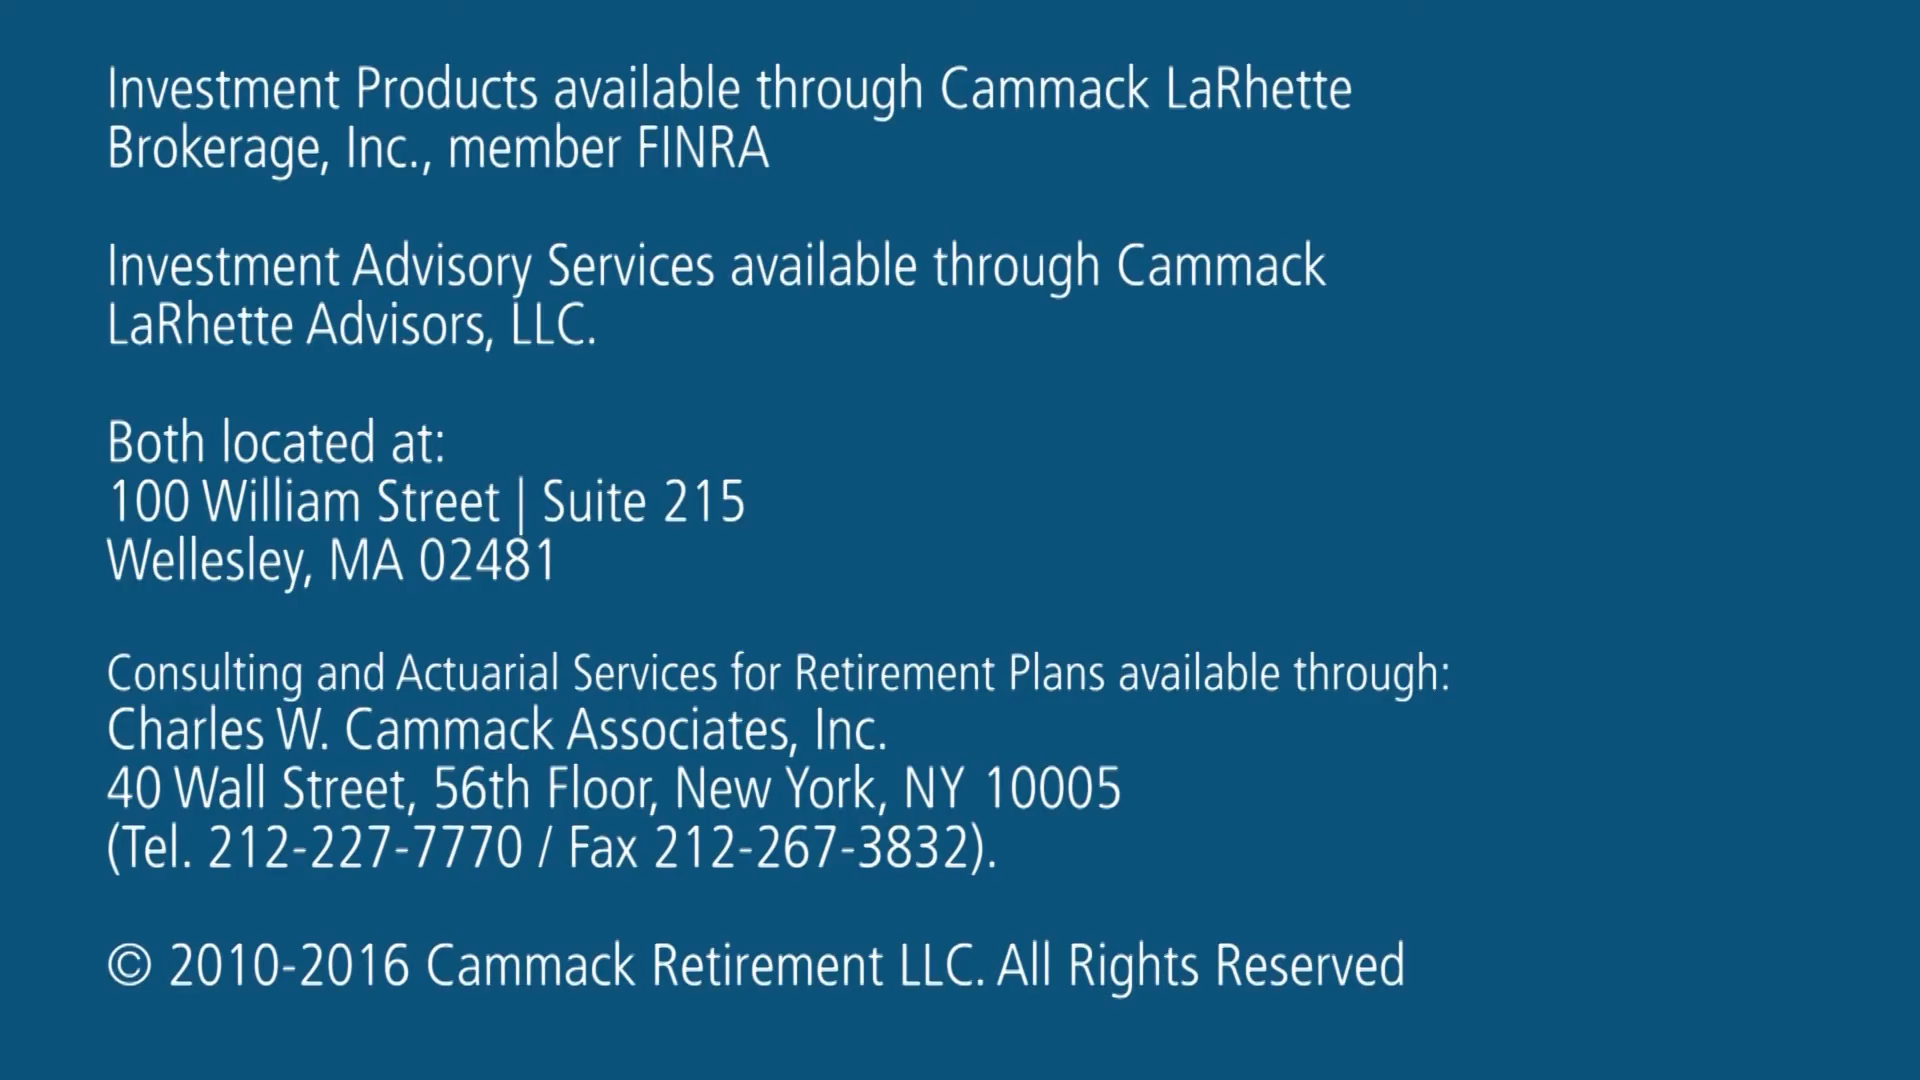 Investment Products available through Cammack LaRhette
Brokerage, Inc., member FINRA
Investment Advisory Services available through Cammack
LaRhette Advisors, LLC.
Both located at:
100 William Street | Suite 215
Wellesley, MA 02481
Consulting and Actuarial Services for Retirement Plans available through:
Charles W. Cammack Associates, Inc.
40 Wall Street, 56th Floor, New York, NY 10005
(Tel. 212-227-7770 / Fax 212-267-3832).
© 2010-2016 Cammack Retirement LLC. All Rights Reserved